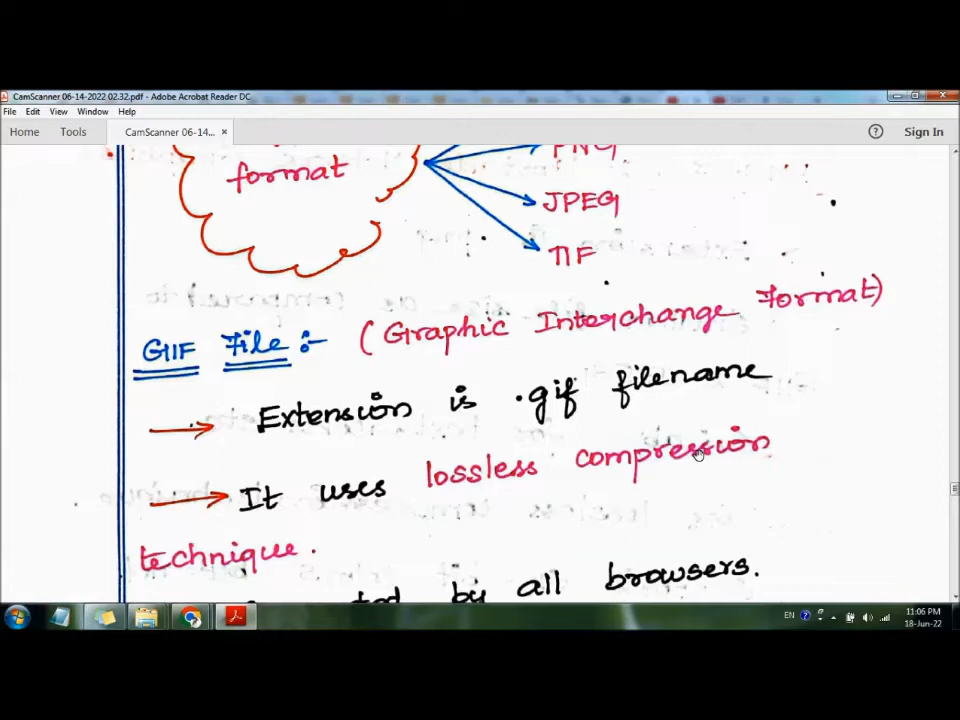 CamScanner 06-14-2022 02.32.pdf - Adobe Acrobat Reader DC
File Edit View Window Help
Home Tools CamScanner 06-14... × ? Sign In
format
PNG
JPEG
TIF
GIF File :- (Graphic Interchange Format)
→ Extension is .gif filename
→ It uses lossless compression
technique.
by all browsers.
EN
11:06 PM
18-Jun-22